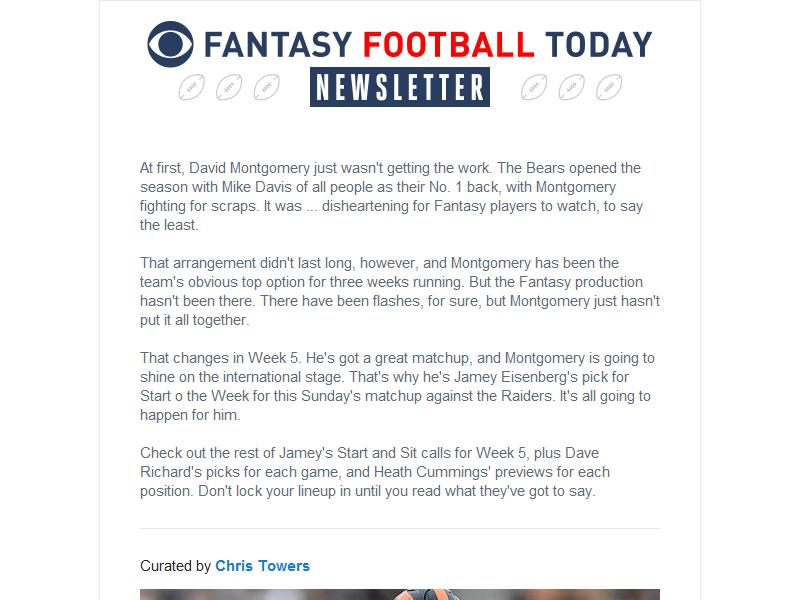 FANTASY FOOTBALL TODAY
NEWSLETTER
At first, David Montgomery just wasn't getting the work. The Bears opened the
season with Mike Davis of all people as their No. 1 back, with Montgomery
fighting for scraps. It was ... disheartening for Fantasy players to watch, to say
the least.
That arrangement didn't last long, however, and Montgomery has been the
team's obvious top option for three weeks running. But the Fantasy production
hasn't been there. There have been flashes, for sure, but Montgomery just hasn't
put it all together.
That changes in Week 5. He's got a great matchup, and Montgomery is going to
shine on the international stage. That's why he's Jamey Eisenberg's pick for
Start o the Week for this Sunday's matchup against the Raiders. It's all going to
happen for him.
Check out the rest of Jamey's Start and Sit calls for Week 5, plus Dave
Richard's picks for each game, and Heath Cummings' previews for each
position. Don't lock your lineup in until you read what they've got to say.
Curated by Chris Towers